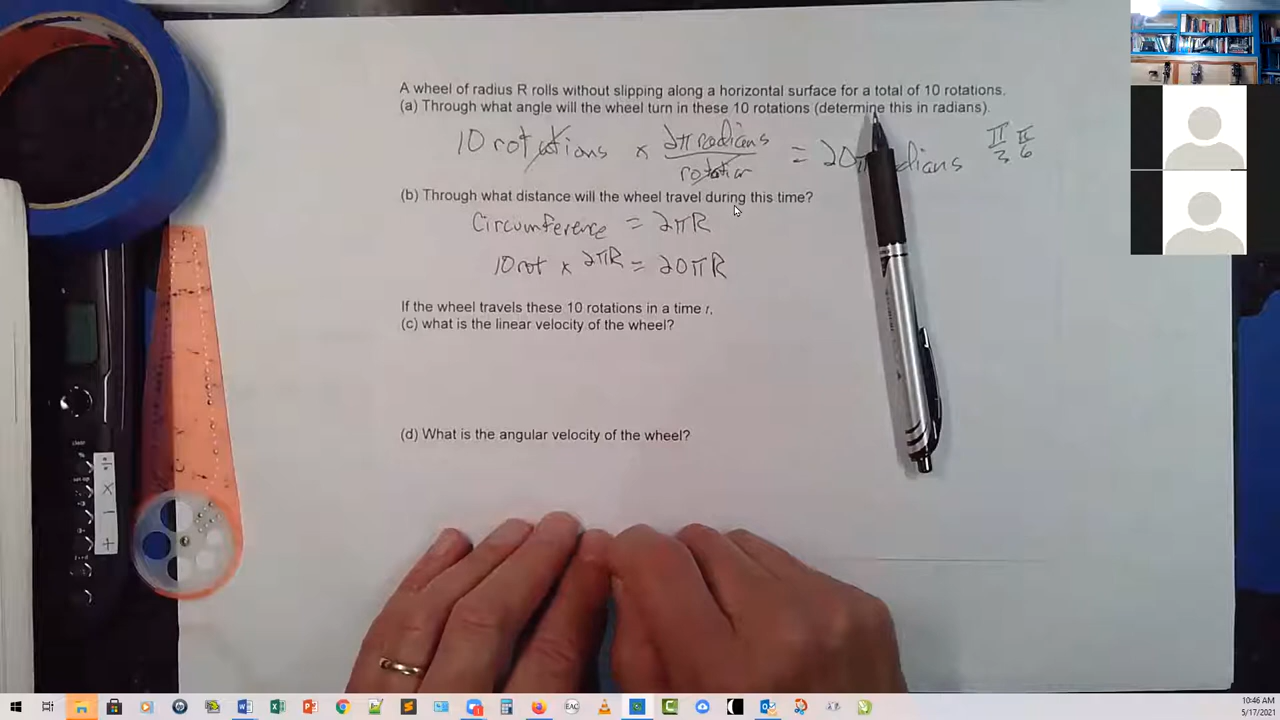 A wheel of radius R rolls without slipping along a horizontal surface for a total of 10 rotations.
(a) Through what angle will the wheel turn in these 10 rotations (determine this in radians).
10 rotations × 2π radians / rotation = 20π radians π/3 π/6
(b) Through what distance will the wheel travel during this time?
Circumference = 2πR
10 rot × 2πR = 20πR
If the wheel travels these 10 rotations in a time t,
(c) what is the linear velocity of the wheel?
(d) What is the angular velocity of the wheel?
÷
×
-
+
EAC
10:46 AM
5/17/2021